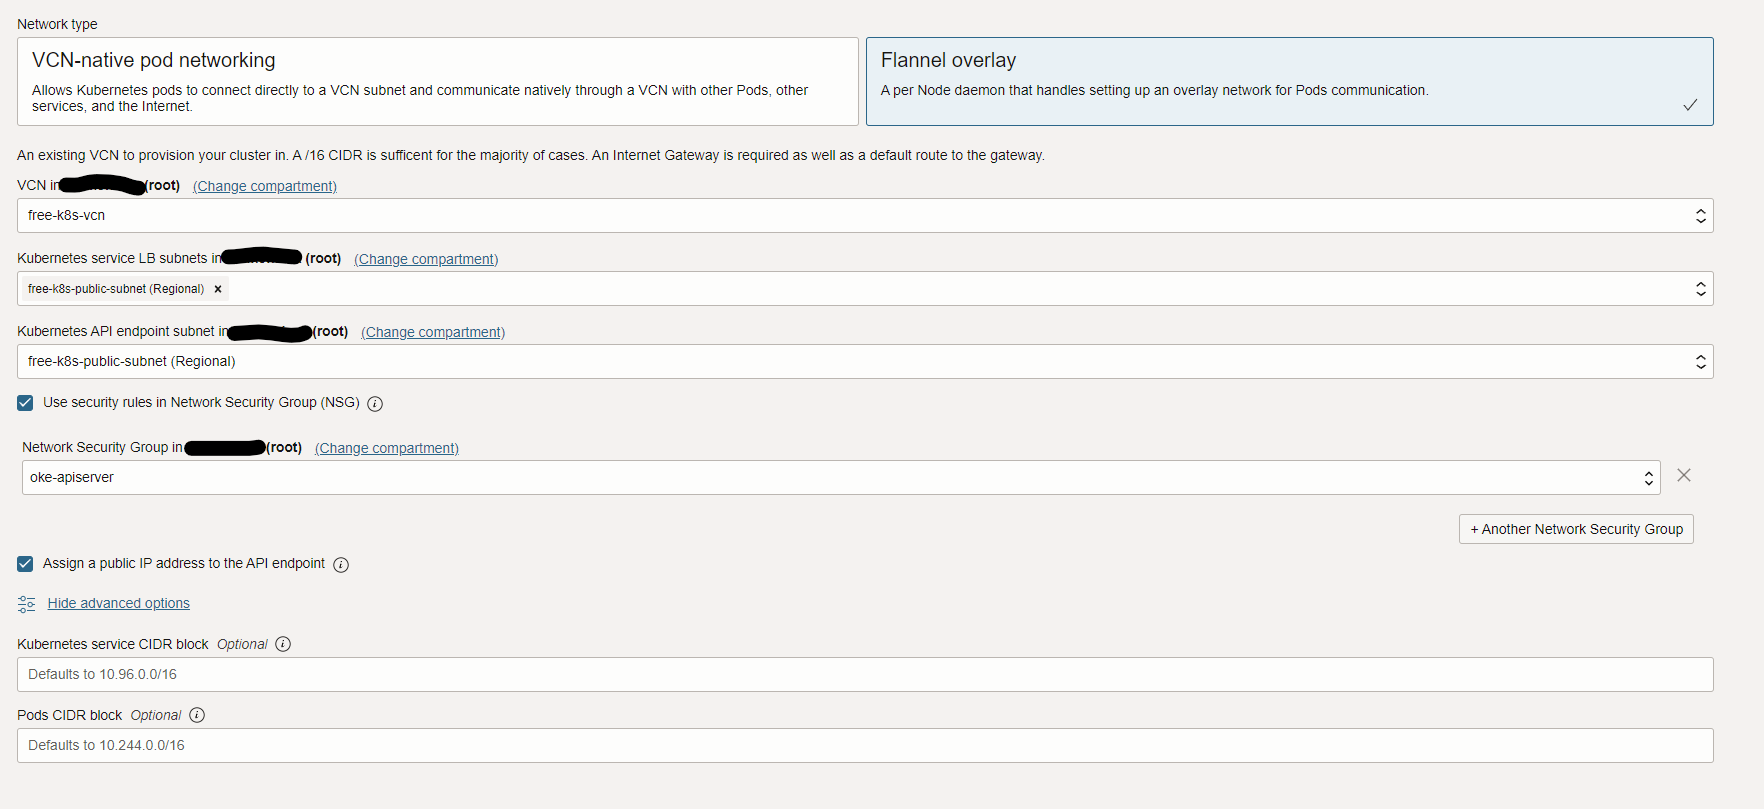 Network type
VCN-native pod networking
Allows Kubernetes pods to connect directly to a VCN subnet and communicate natively through a VCN with other Pods, other
services, and the Internet.
Flannel overlay
A per Node daemon that handles setting up an overlay network for Pods communication.
An existing VCN to provision your cluster in. A /16 CIDR is sufficent for the majority of cases. An Internet Gateway is required as well as a default route to the gateway.
VCN in (root) (Change compartment)
free-k8s-vcn
Kubernetes service LB subnets in (root) (Change compartment)
free-k8s-public-subnet (Regional) x
Kubernetes API endpoint subnet in (root) (Change compartment)
free-k8s-public-subnet (Regional)
Use security rules in Network Security Group (NSG) i
Network Security Group in (root) (Change compartment)
oke-apiserver
+ Another Network Security Group
Assign a public IP address to the API endpoint i
Hide advanced options
Kubernetes service CIDR block Optional i
Defaults to 10.96.0.0/16
Pods CIDR block Optional i
Defaults to 10.244.0.0/16